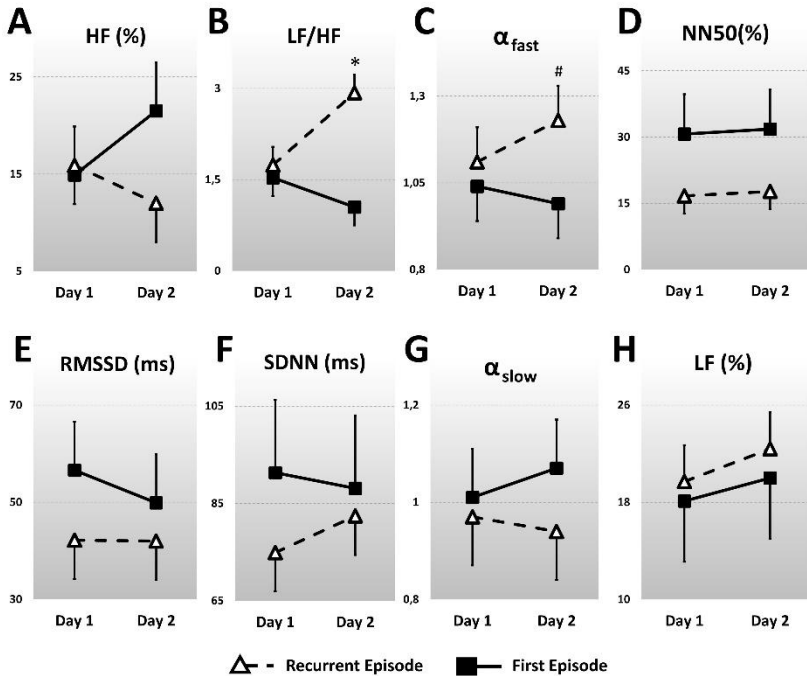 A HF (%)
25
15
5
Day 1 Day 2
B LF/HF
*
3
1,5
0
Day 1 Day 2
C αfast
#
1,3
1,05
0,8
Day 1 Day 2
D NN50(%)
45
30
15
0
Day 1 Day 2
E RMSSD (ms)
70
50
30
Day 1 Day 2
F SDNN (ms)
105
85
65
Day 1 Day 2
G αslow
1,2
1
0,8
Day 1 Day 2
H LF (%)
26
18
10
Day 1 Day 2
Recurrent Episode First Episode